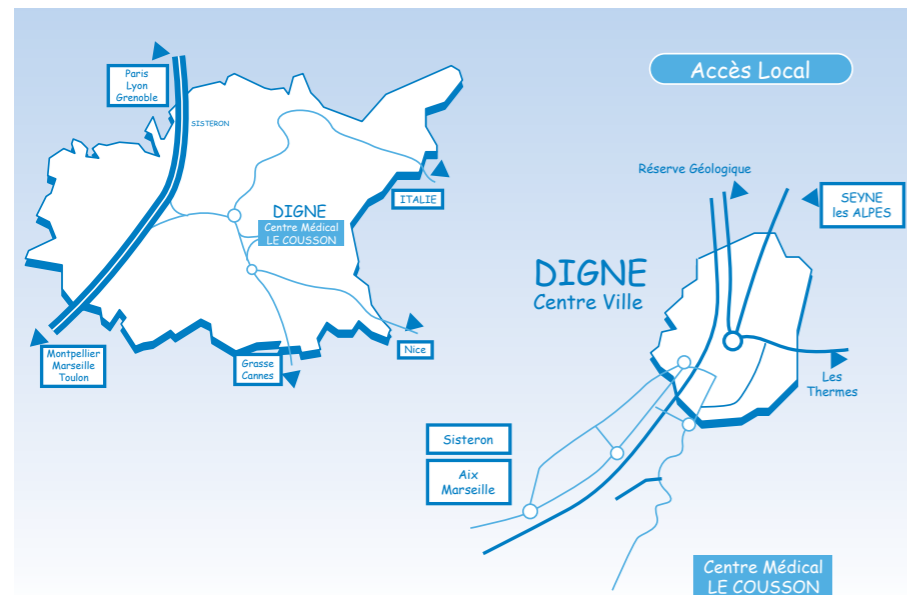 Paris
Lyon
Grenoble
SISTERON
ITALIE
DIGNE
Centre Médical
LE COUSSON
Nice
Grasse
Cannes
Montpellier
Marseille
Toulon
Accès Local
Réserve Géologique
SEYNE
les ALPES
DIGNE
Centre Ville
Les
Thermes
Sisteron
Aix
Marseille
Centre Médical
LE COUSSON